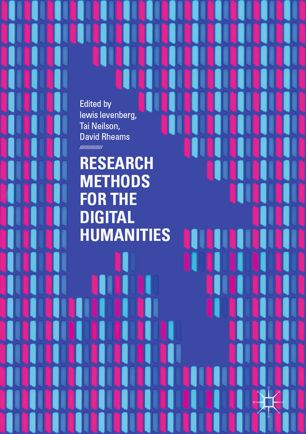 Edited by
lewis levenberg,
Tai Neilson,
David Rheams
RESEARCH
METHODS
FOR THE
DIGITAL
HUMANITIES